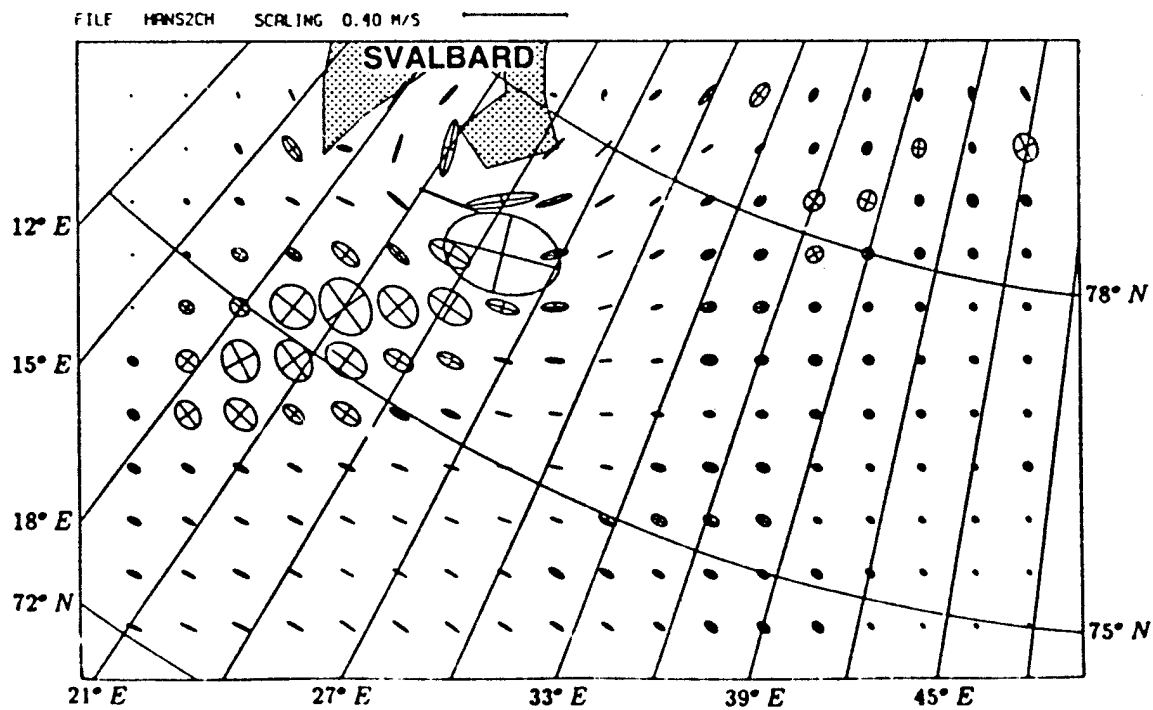 FILE HANS2CH SCALING 0.40 M/S
SVALBARD
12° E
78° N
15° E
18° E
72° N
75° N
21° E 27° E 33° E 39° E 45° E